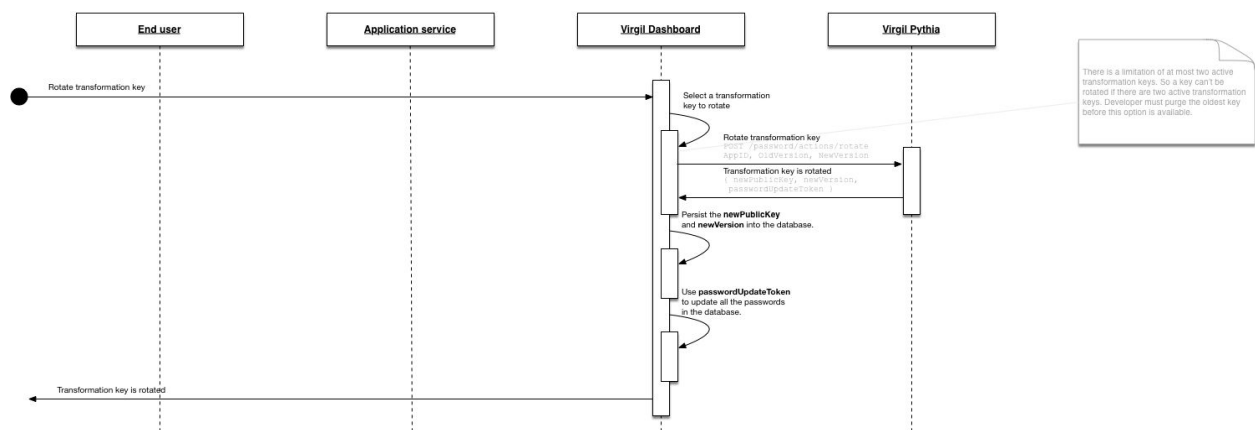 End user
Application service
Virgil Dashboard
Virgil Pythia
There is a limitation of at most two active
transformation keys. So a key can't be
rotated if there are two active transformation
keys. Developer must purge the oldest key
before this option is available.
Rotate transformation key
Select a transformation
key to rotate
Rotate transformation key
POST /password/actions/rotate
AppID, OldVersion, NewVersion
Transformation key is rotated
{ newPublicKey, newVersion,
passwordUpdateToken }
Persist the newPublicKey
and newVersion into the database.
Use passwordUpdateToken
to update all the passwords
in the database.
Transformation key is rotated